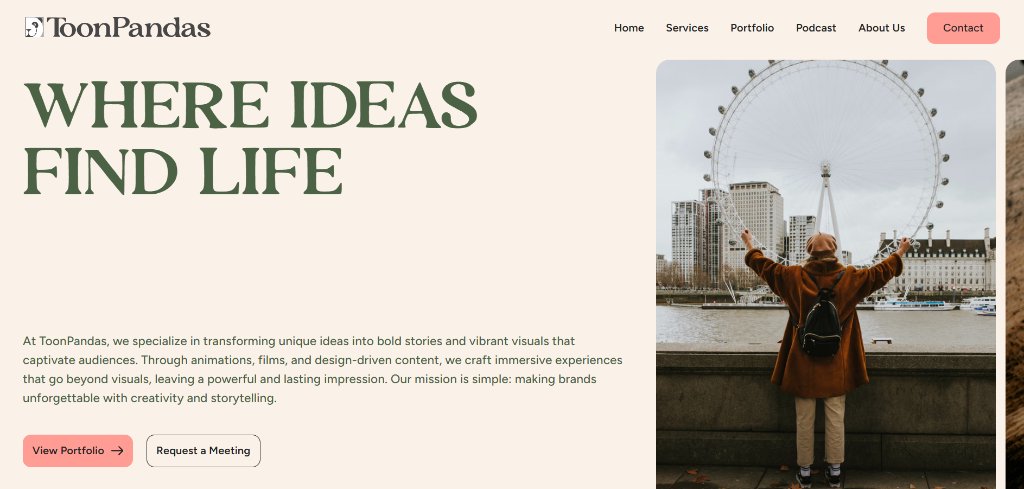 ToonPandas
Home Services Portfolio Podcast About Us Contact
WHERE IDEAS
FIND LIFE
At ToonPandas, we specialize in transforming unique ideas into bold stories and vibrant visuals that
captivate audiences. Through animations, films, and design-driven content, we craft immersive experiences
that go beyond visuals, leaving a powerful and lasting impression. Our mission is simple: making brands
unforgettable with creativity and storytelling.
View Portfolio → Request a Meeting